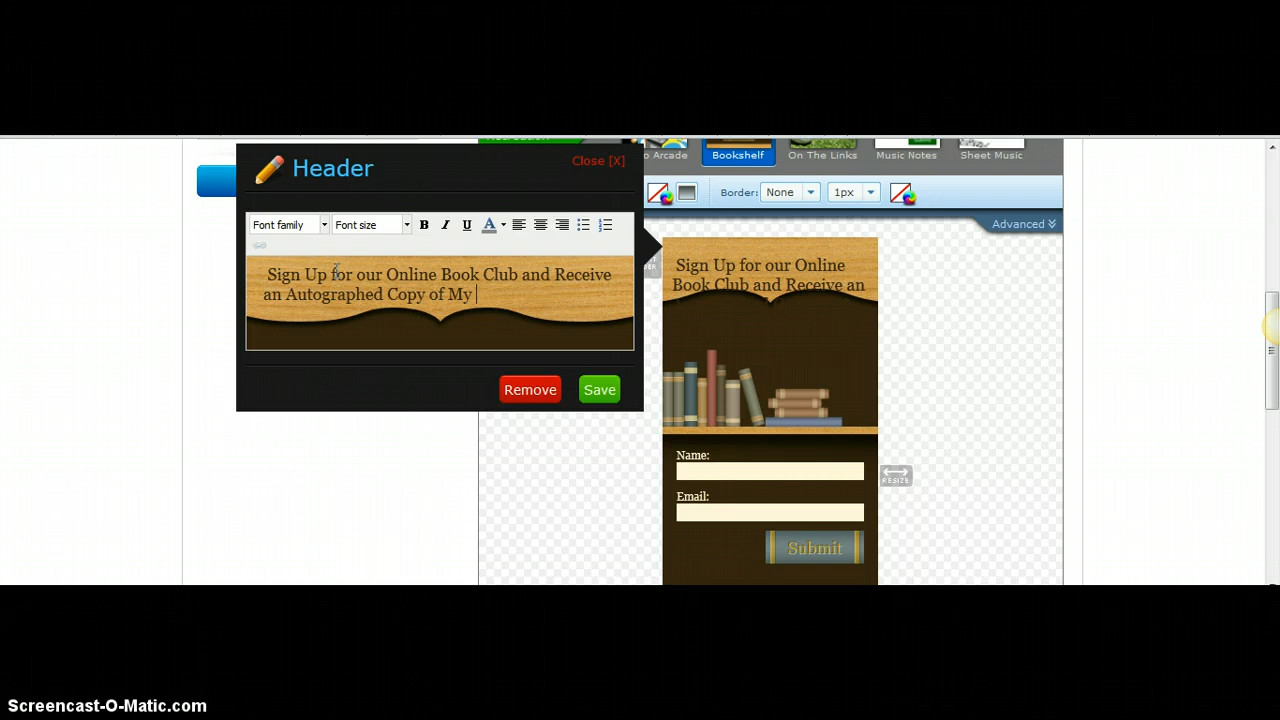 Header
Close [X]
Font family
Font size
B I U A
Sign Up for our Online Book Club and Receive
an Autographed Copy of My
Remove
Save
Arcade
Bookshelf
On The Links
Music Notes
Sheet Music
Border: None 1px
Advanced
Sign Up for our Online
Book Club and Receive an
Name:
RESIZE
Email:
Submit
Screencast-O-Matic.com